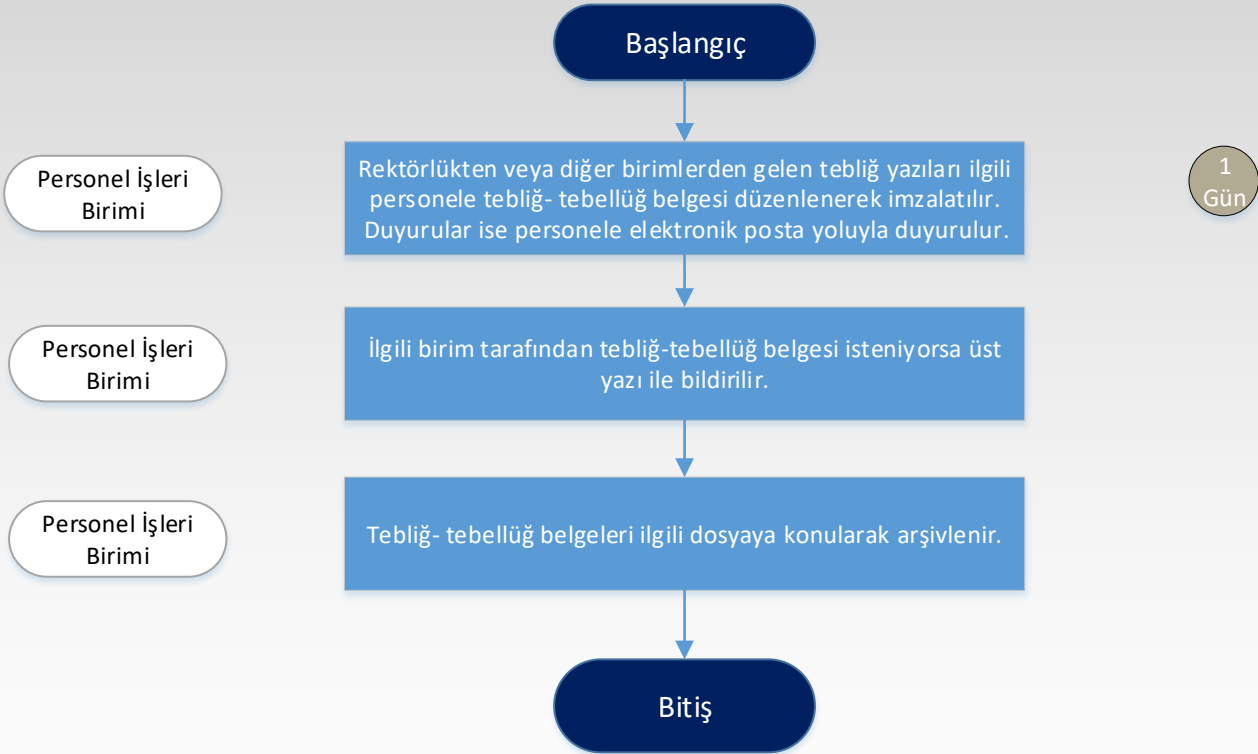 Başlangıç
Personel İşleri
Birimi
Rektörlükten veya diğer birimlerden gelen tebliğ yazıları ilgili
personele tebliğ- tebellüğ belgesi düzenlenerek imzalatılır.
Duyurular ise personele elektronik posta yoluyla duyurulur.
1
Gün
Personel İşleri
Birimi
İlgili birim tarafından tebliğ-tebellüğ belgesi isteniyorsa üst
yazı ile bildirilir.
Personel İşleri
Birimi
Tebliğ- tebellüğ belgeleri ilgili dosyaya konularak arşivlenir.
Bitiş